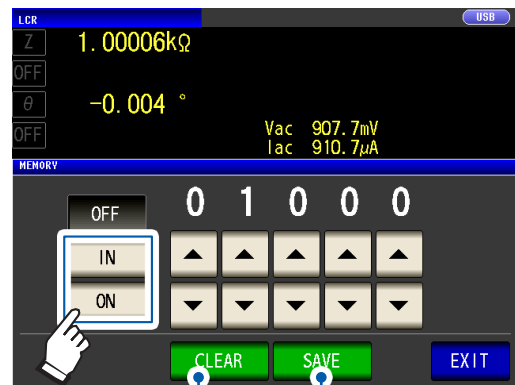 LCR USB
Z 1.00006kΩ
OFF
θ -0.004 °
OFF
Vac 907.7mV
Iac 910.7μA
MEMORY
OFF 0 1 0 0 0
IN
ON
CLEAR SAVE EXIT